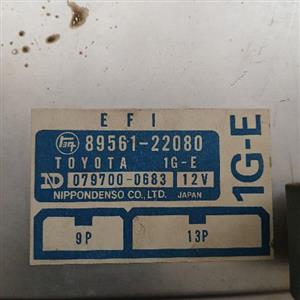 EFI
89561-22080
TOYOTA 1G-E
ND 079700-0683 12V
NIPPONDENSO CO., LTD. JAPAN
1G-E
9P 13P